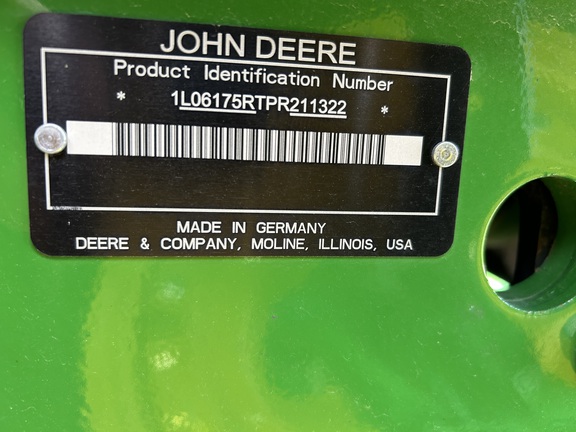 JOHN DEERE
Product Identification Number
* 1L06175RTPR211322 *
MADE IN GERMANY
DEERE & COMPANY, MOLINE, ILLINOIS, USA